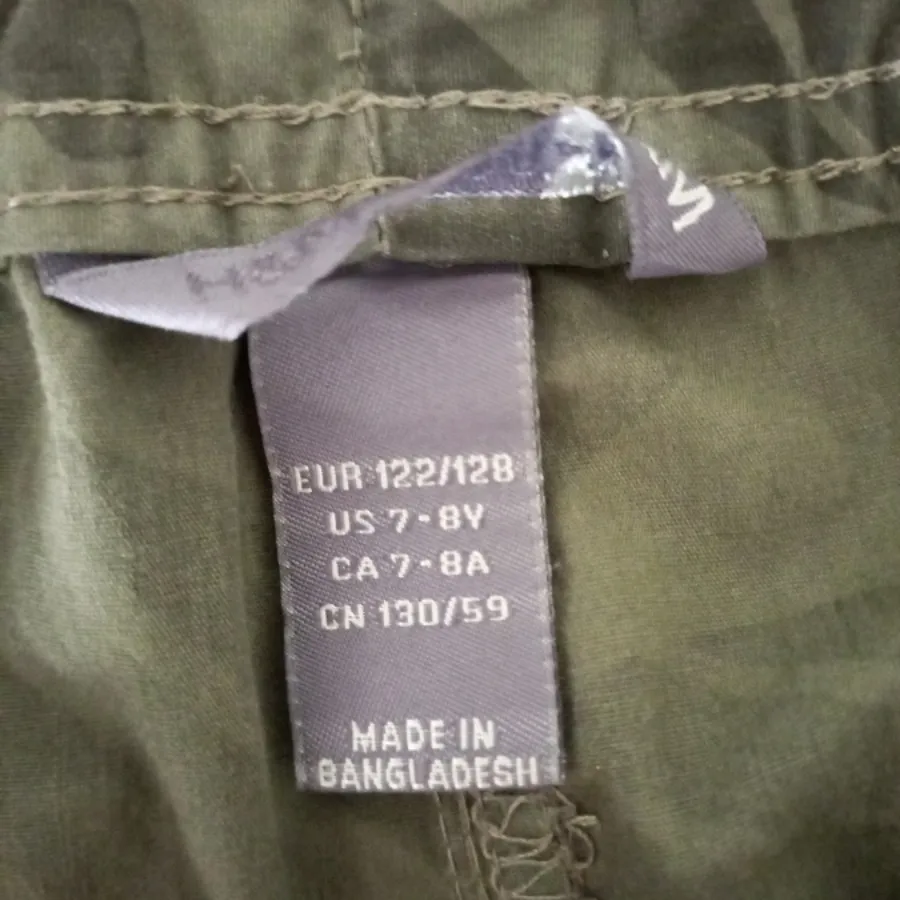 EUR 122/128
US 7-8Y
CA 7-8A
CN 130/59
MADE IN
BANGLADESH